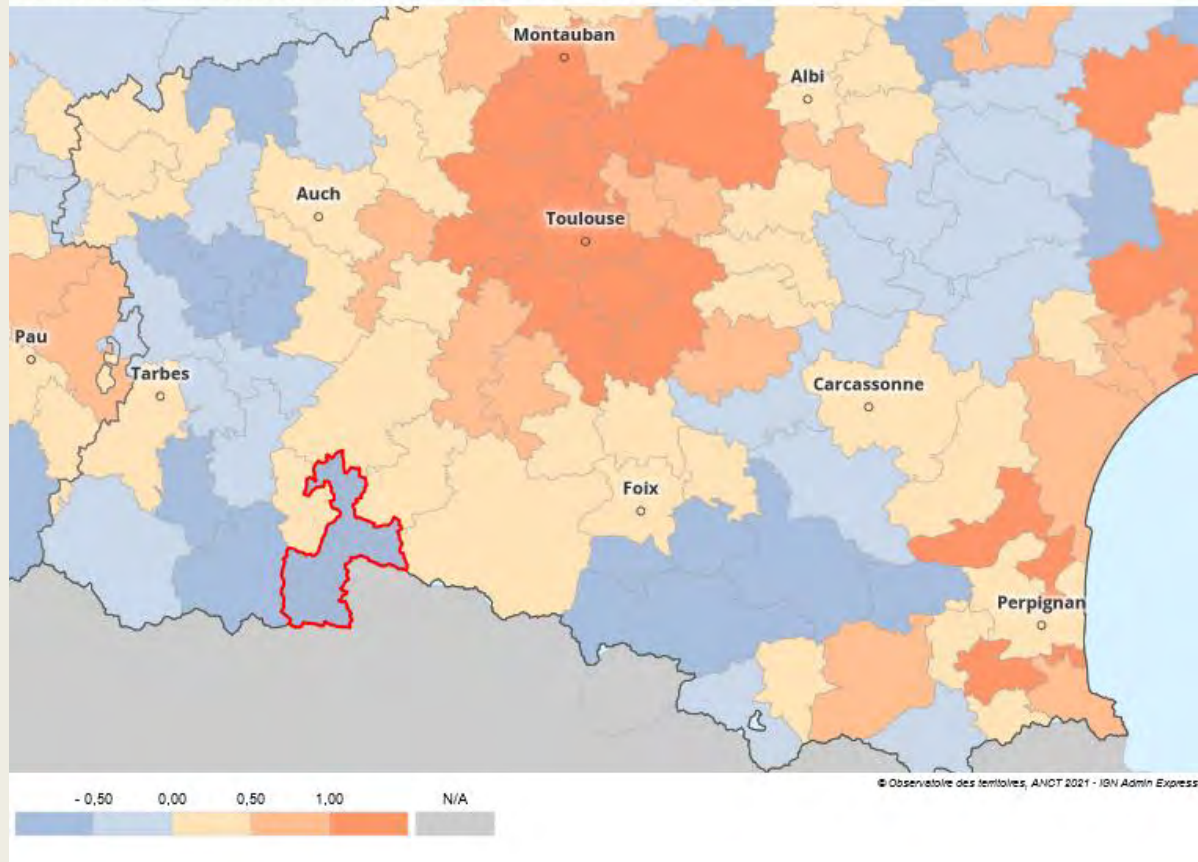 Montauban
Albi
Auch
Toulouse
Pau
Tarbes
Carcassonne
Foix
Perpignan
© Observatoire des territoires, ANCT 2021 - IGN Admin Express
- 0,50 0,00 0,50 1,00 N/A